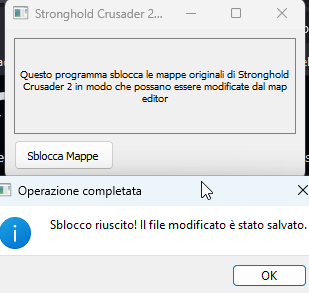 Stronghold Crusader 2...
Questo programma sblocca le mappe originali di Stronghold
Crusader 2 in modo che possano essere modificate dal map
editor
Sblocca Mappe
Operazione completata
Sblocco riuscito! Il file modificato è stato salvato.
OK